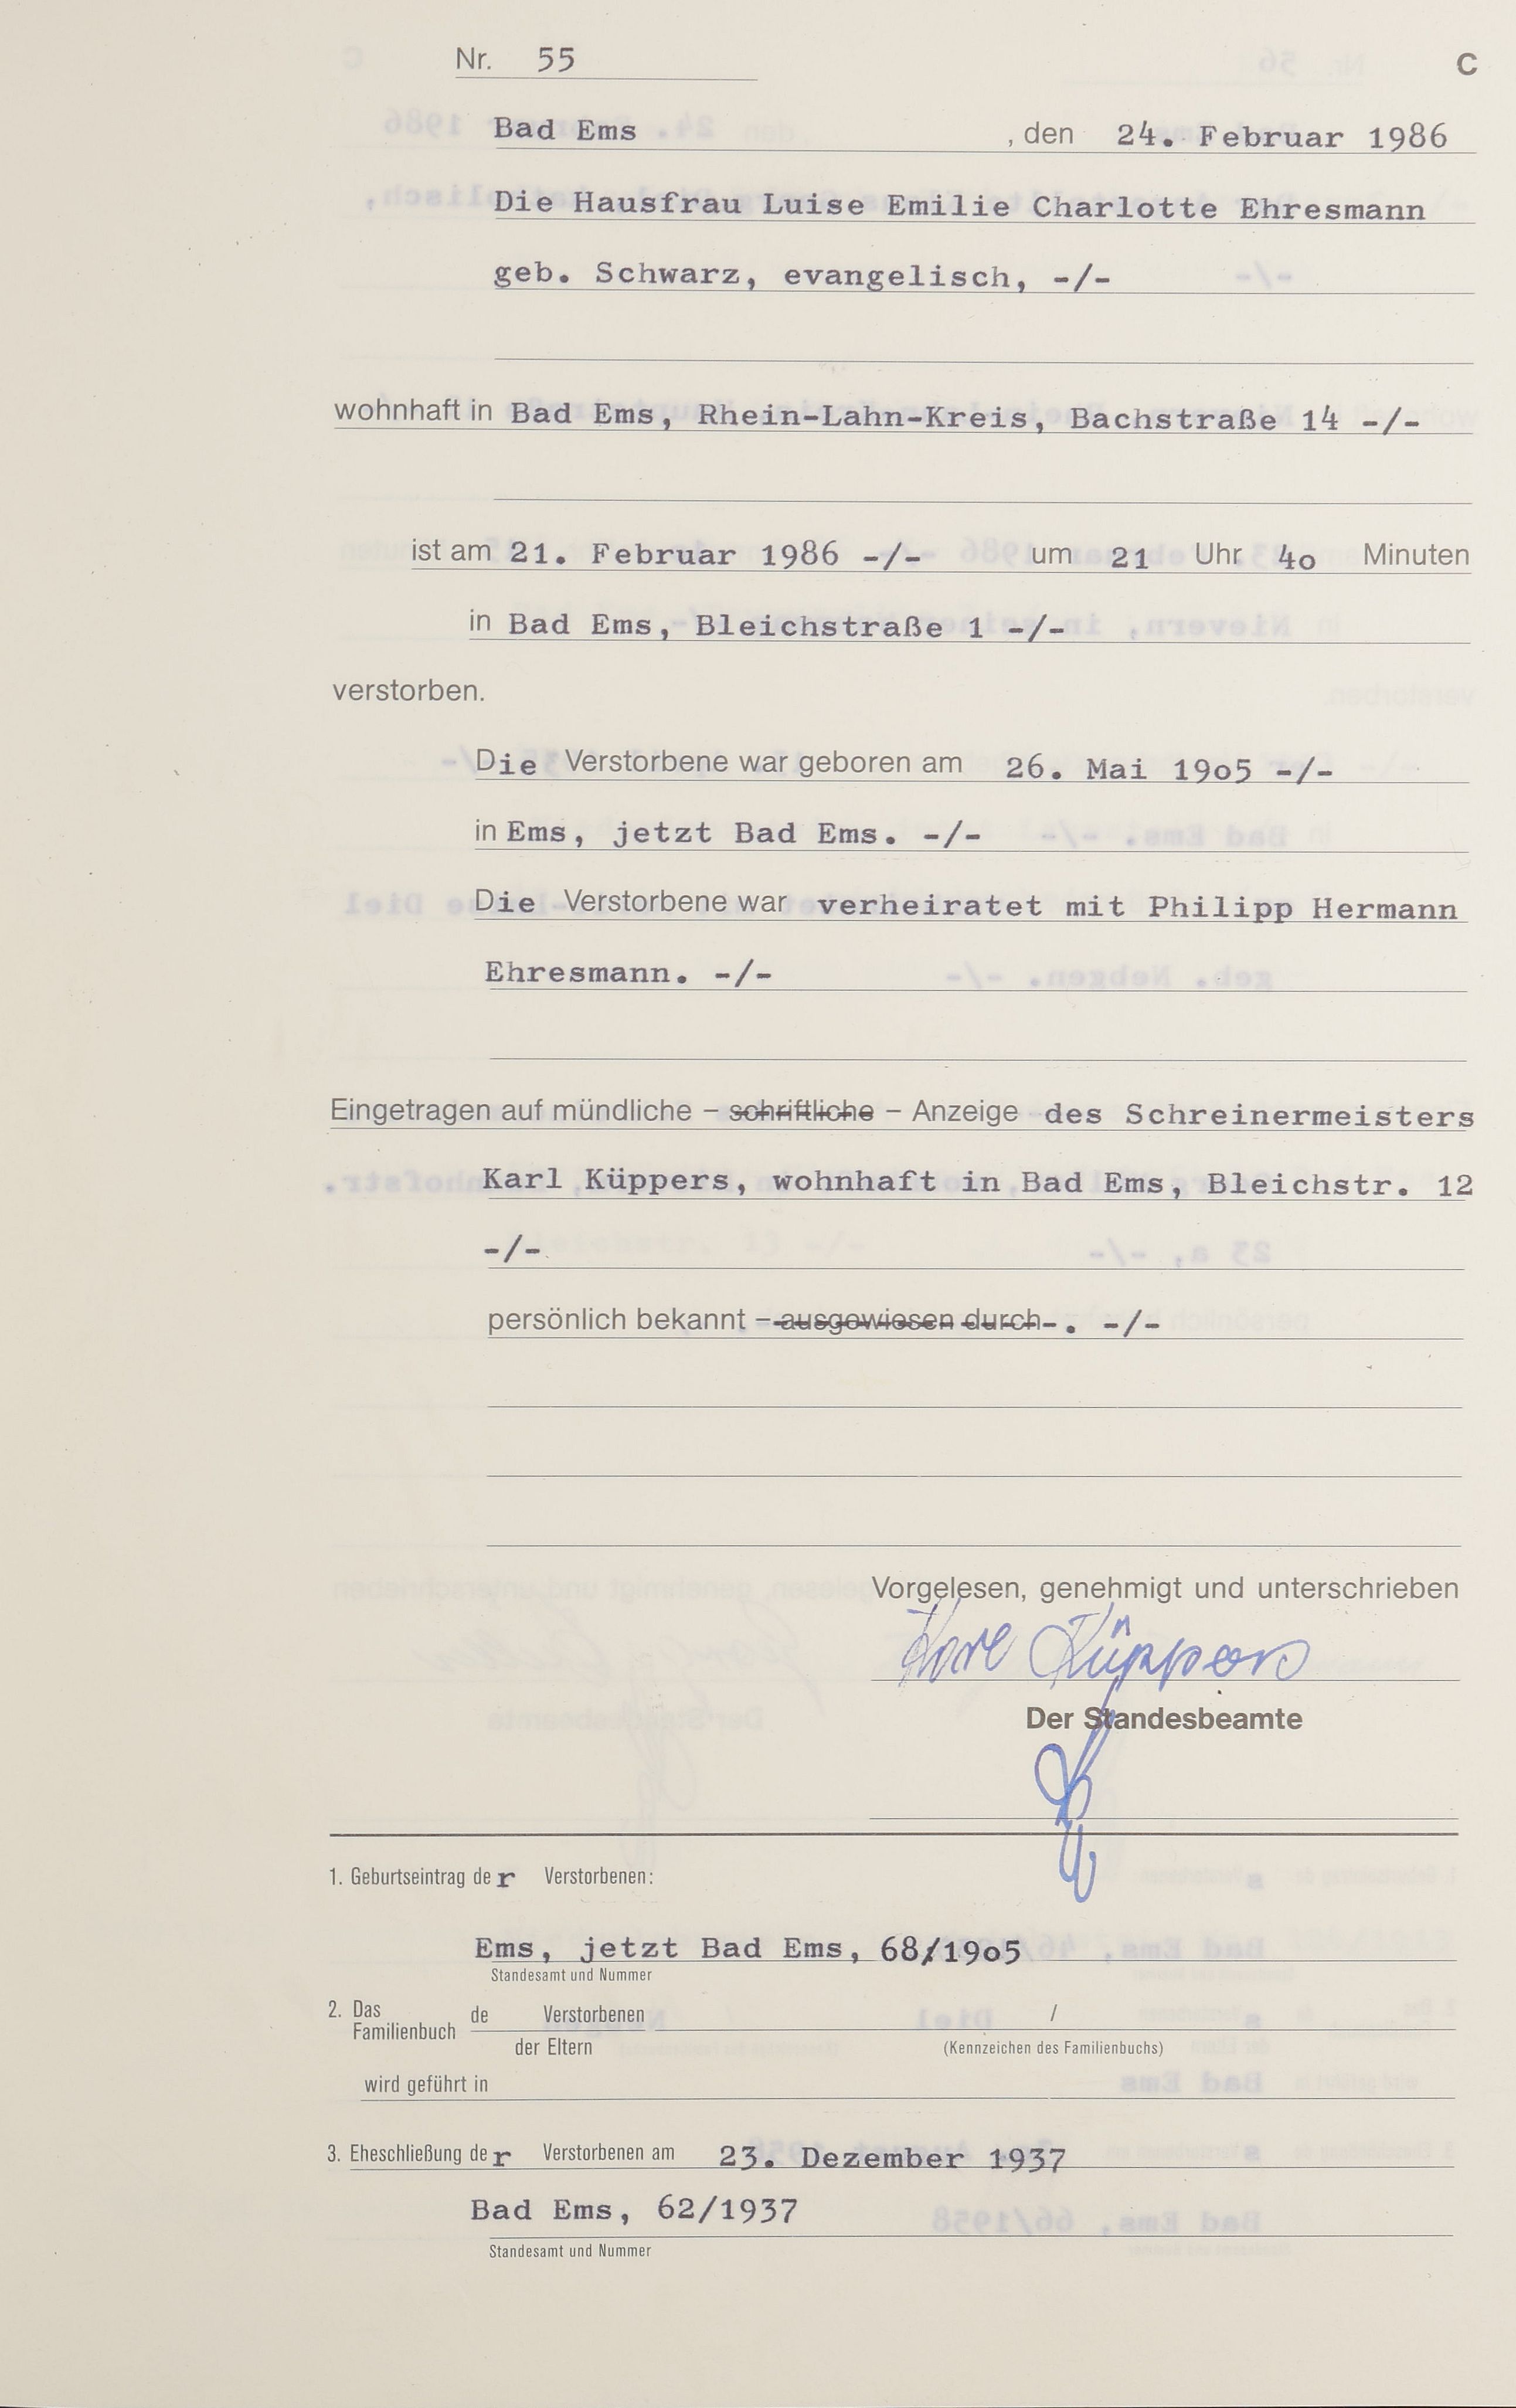 Nr. 55 C
Bad Ems , den 24. Februar 1986
Die Hausfrau Luise Emilie Charlotte Ehresmann
geb. Schwarz, evangelisch, -/-
wohnhaft in Bad Ems, Rhein-Lahn-Kreis, Bachstraße 14 -/-
ist am 21. Februar 1986 -/- um 21 Uhr 4o Minuten
in Bad Ems, Bleichstraße 1 -/-
verstorben.
Die Verstorbene war geboren am 26. Mai 19o5 -/-
in Ems, jetzt Bad Ems. -/-
Die Verstorbene war verheiratet mit Philipp Hermann
Ehresmann. -/-
Eingetragen auf mündliche – schriftliche – Anzeige des Schreinermeisters
Karl Küppers, wohnhaft in Bad Ems, Bleichstr. 12
-/-
persönlich bekannt – ausgewiesen durch - . -/-
Vorgelesen, genehmigt und unterschrieben
Karl Küppers
Der Standesbeamte
1. Geburtseintrag der Verstorbenen:
Ems, jetzt Bad Ems, 68/19o5
Standesamt und Nummer
2. Das Familienbuch de Verstorbenen /
der Eltern (Kennzeichen des Familienbuchs)
wird geführt in
3. Eheschließung der Verstorbenen am 23. Dezember 1937
Bad Ems, 62/1937
Standesamt und Nummer